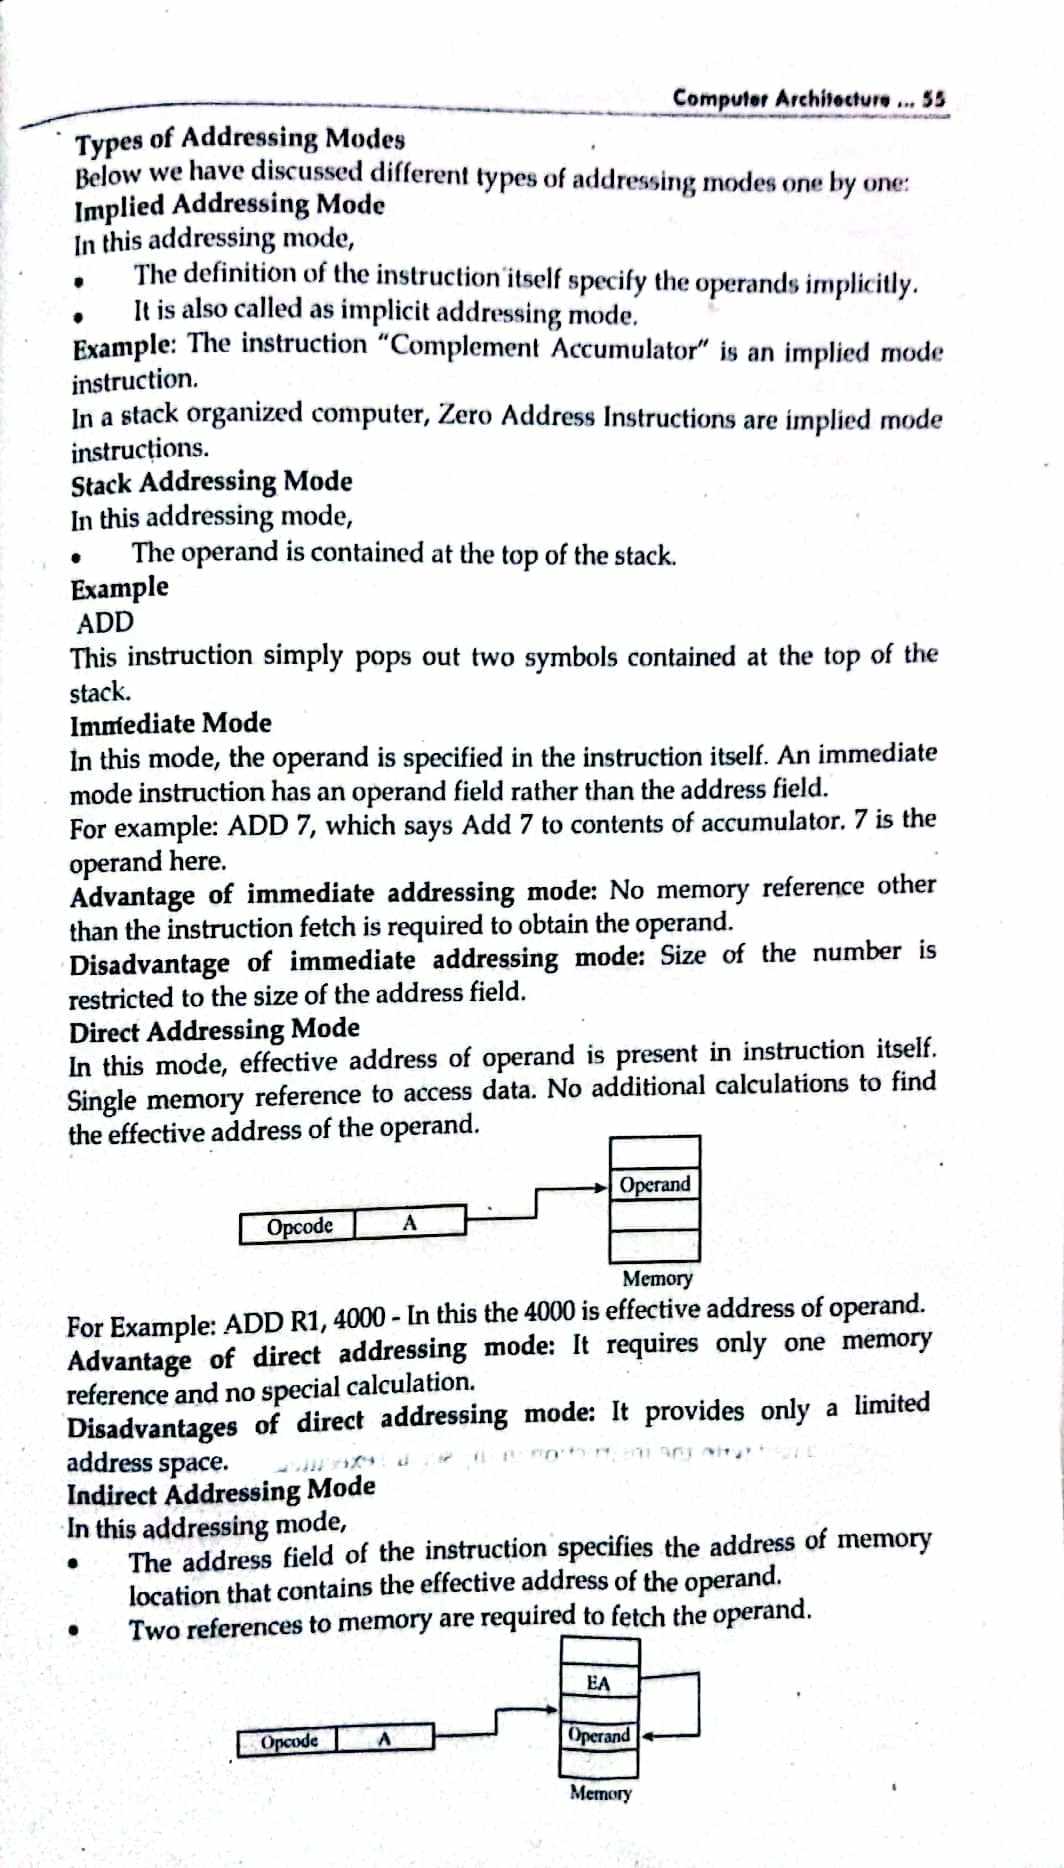 Computer Architecture ... 55
Types of Addressing Modes
Below we have discussed different types of addressing modes one by one:
Implied Addressing Mode
In this addressing mode,
• The definition of the instruction itself specify the operands implicitly.
• It is also called as implicit addressing mode.
Example: The instruction "Complement Accumulator" is an implied mode
instruction.
In a stack organized computer, Zero Address Instructions are implied mode
instructions.
Stack Addressing Mode
In this addressing mode,
• The operand is contained at the top of the stack.
Example
ADD
This instruction simply pops out two symbols contained at the top of the
stack.
Immediate Mode
In this mode, the operand is specified in the instruction itself. An immediate
mode instruction has an operand field rather than the address field.
For example: ADD 7, which says Add 7 to contents of accumulator. 7 is the
operand here.
Advantage of immediate addressing mode: No memory reference other
than the instruction fetch is required to obtain the operand.
Disadvantage of immediate addressing mode: Size of the number is
restricted to the size of the address field.
Direct Addressing Mode
In this mode, effective address of operand is present in instruction itself.
Single memory reference to access data. No additional calculations to find
the effective address of the operand.
Operand
Opcode A
Memory
For Example: ADD R1, 4000 - In this the 4000 is effective address of operand.
Advantage of direct addressing mode: It requires only one memory
reference and no special calculation.
Disadvantages of direct addressing mode: It provides only a limited
address space.
Indirect Addressing Mode
In this addressing mode,
• The address field of the instruction specifies the address of memory
location that contains the effective address of the operand.
• Two references to memory are required to fetch the operand.
EA
Opcode A
Operand
Memory